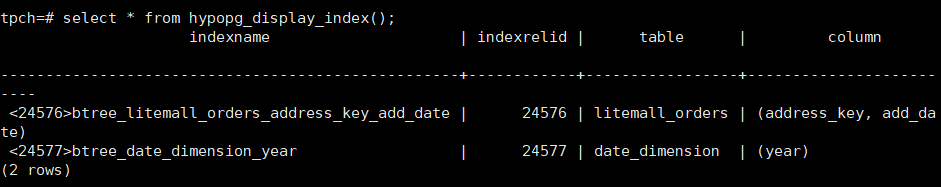 tpch=# select * from hypopg_display_index();
                     indexname                     | indexrelid |      table      |         column         
---------------------------------------------------+------------+-----------------+---------------------
----
 <24576>btree_litemall_orders_address_key_add_date |      24576 | litemall_orders | (address_key, add_da
te)
 <24577>btree_date_dimension_year                  |      24577 | date_dimension  | (year)
(2 rows)